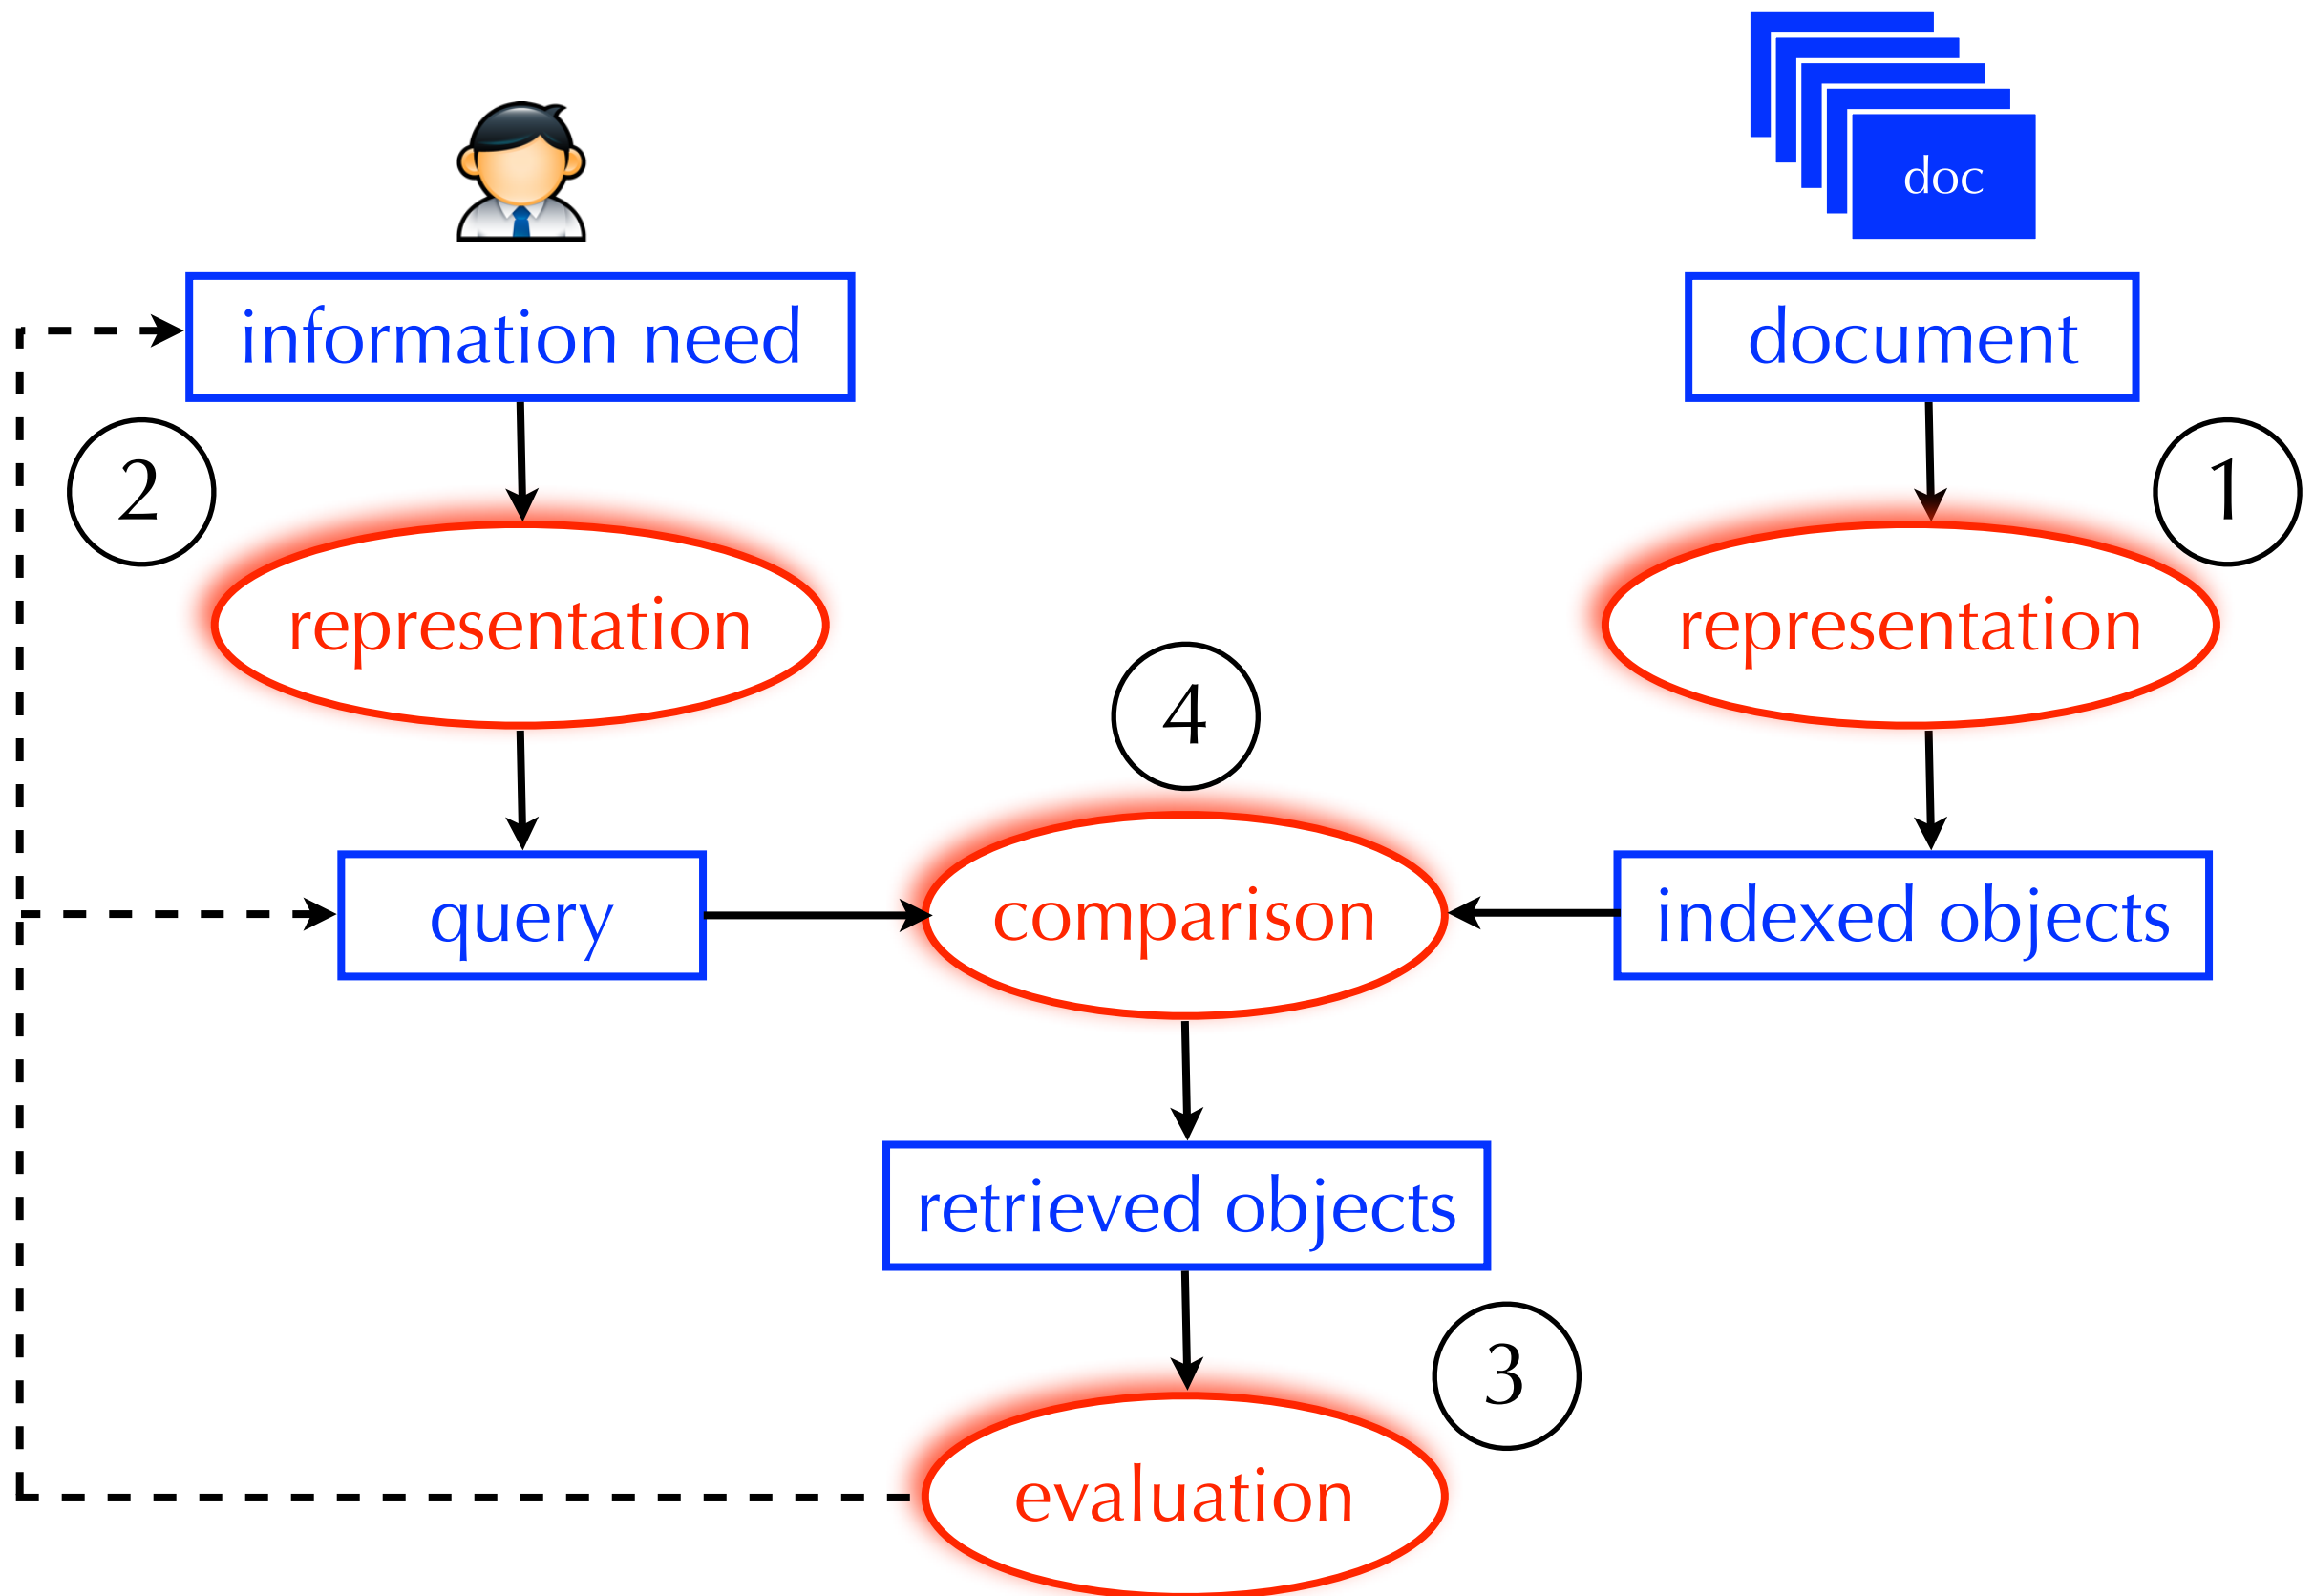 doc
information need
document
2
1
representation
representation
4
query
comparison
indexed objects
retrieved objects
3
evaluation